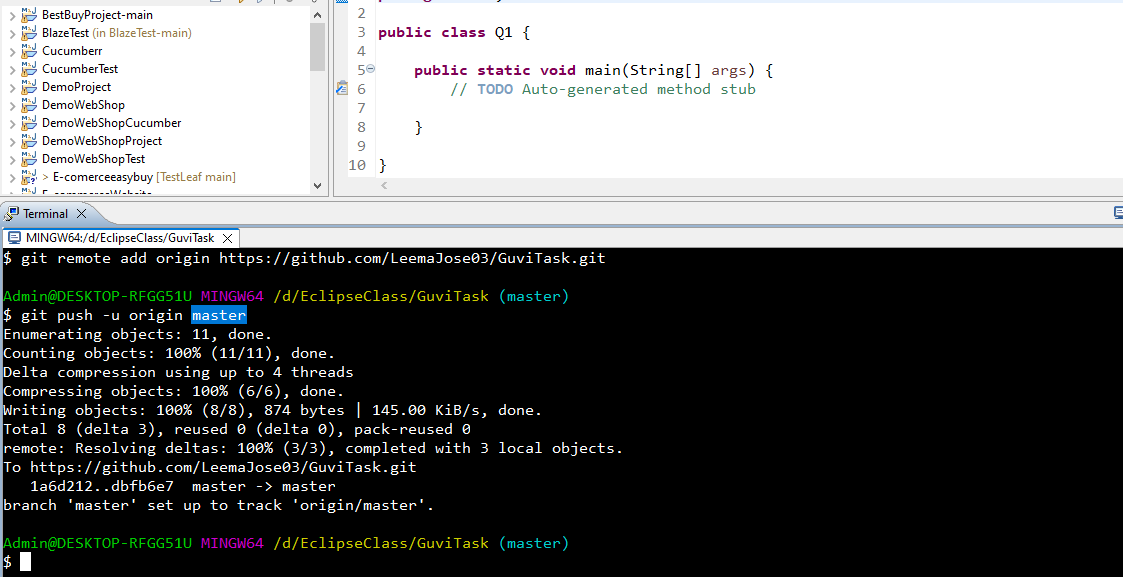 BestBuyProject-main
BlazeTest (in BlazeTest-main)
Cucumberr
CucumberTest
DemoProject
DemoWebShop
DemoWebShopCucumber
DemoWebShopProject
DemoWebShopTest
> E-comerceeasybuy [TestLeaf main]
2
3 public class Q1 {
4
5 public static void main(String[] args) {
6 // TODO Auto-generated method stub
7
8 }
9
10 }
Terminal
MINGW64:/d/EclipseClass/GuviTask
$ git remote add origin https://github.com/LeemaJose03/GuviTask.git
Admin@DESKTOP-RFGG51U MINGW64 /d/EclipseClass/GuviTask (master)
$ git push -u origin master
Enumerating objects: 11, done.
Counting objects: 100% (11/11), done.
Delta compression using up to 4 threads
Compressing objects: 100% (6/6), done.
Writing objects: 100% (8/8), 874 bytes | 145.00 KiB/s, done.
Total 8 (delta 3), reused 0 (delta 0), pack-reused 0
remote: Resolving deltas: 100% (3/3), completed with 3 local objects.
To https://github.com/LeemaJose03/GuviTask.git
1a6d212..dbfb6e7 master -> master
branch 'master' set up to track 'origin/master'.
Admin@DESKTOP-RFGG51U MINGW64 /d/EclipseClass/GuviTask (master)
$